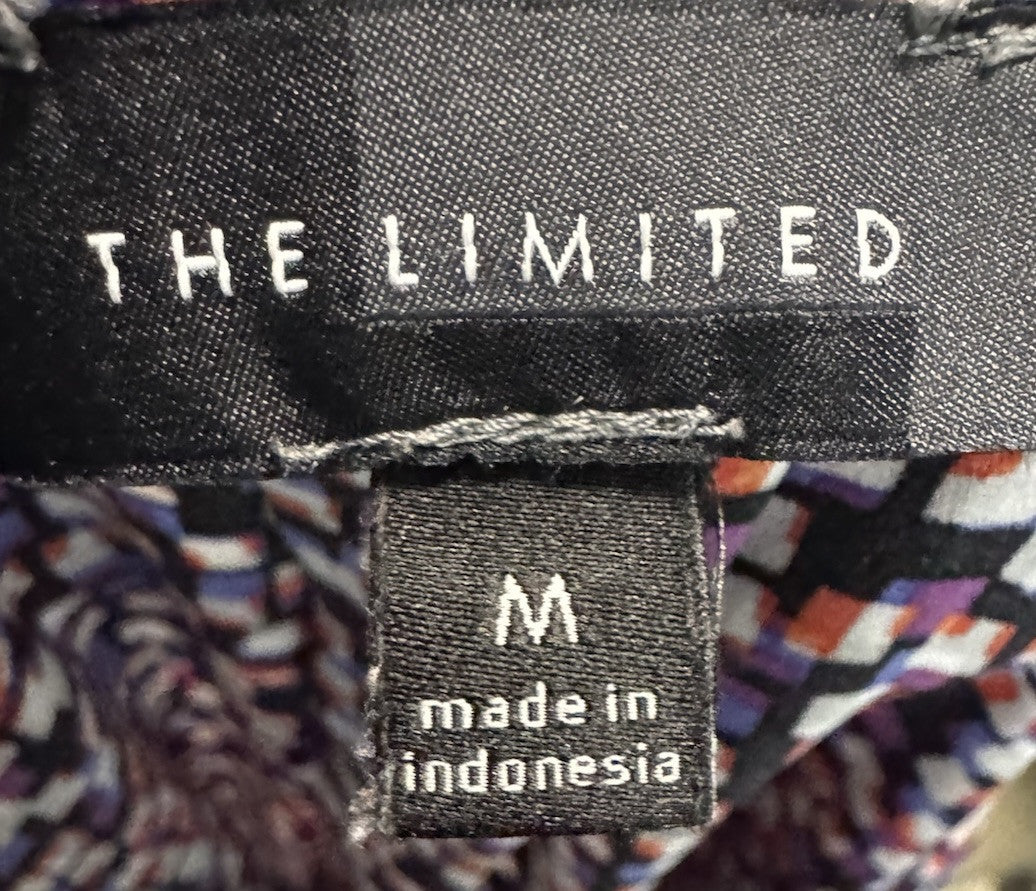 THE LIMITED
M
made in
indonesia